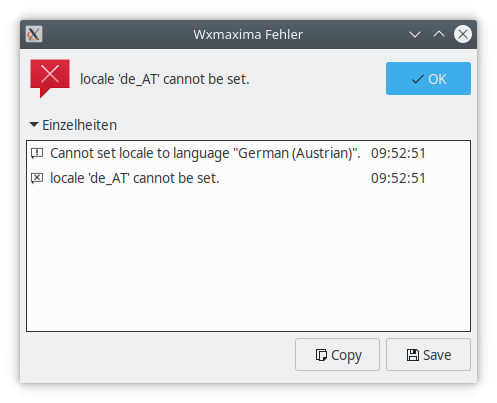 Wxmaxima Fehler
locale 'de_AT' cannot be set.
OK
Einzelheiten
Cannot set locale to language "German (Austrian)". 09:52:51
locale 'de_AT' cannot be set. 09:52:51
Copy
Save